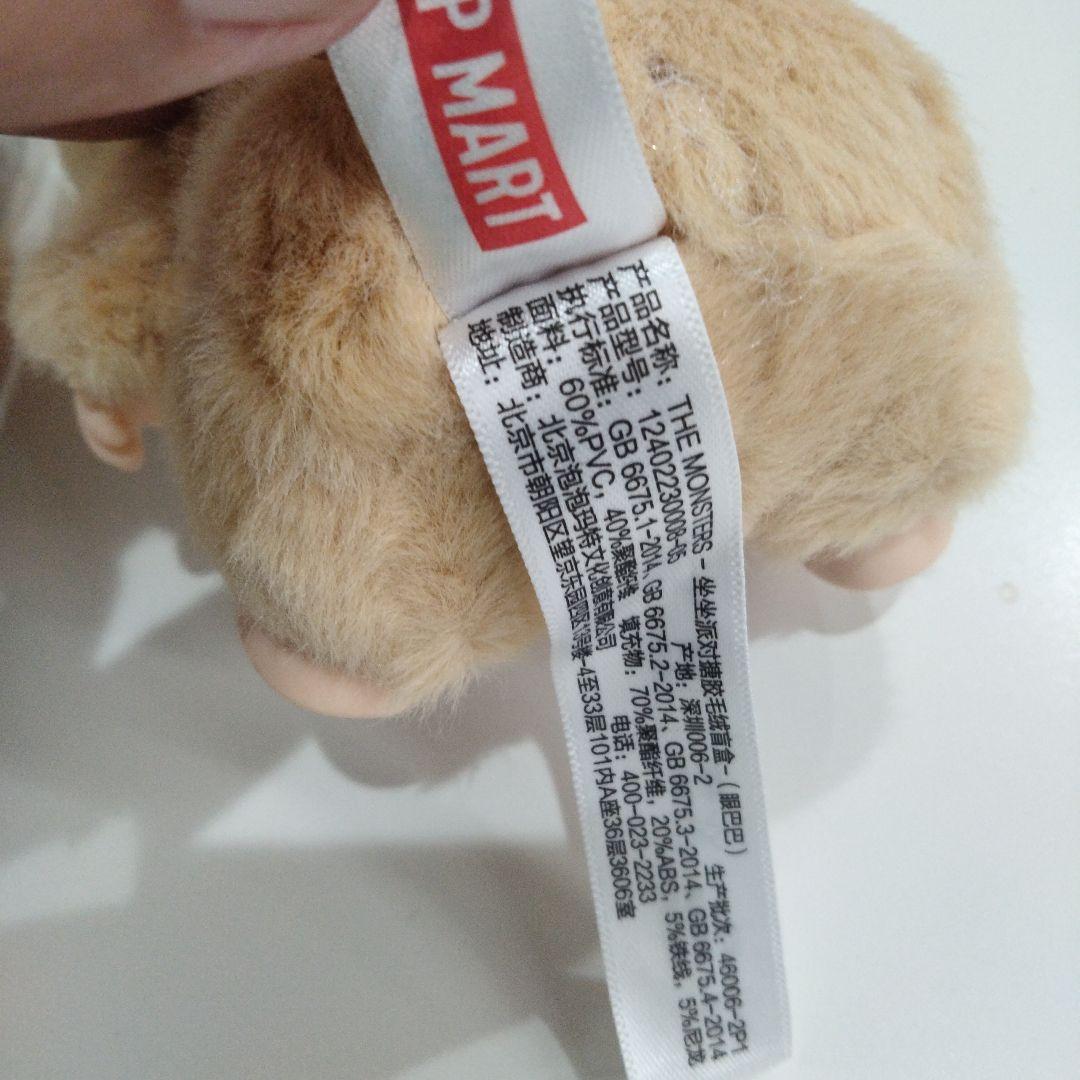 P MART
产品名称：THE MONSTERS－坐坐派对搪胶毛绒盲盒－（眼巴巴）
产品型号：12402230008-05 产地：深圳006-2 生产批次：46006-2P1
执行标准：GB 6675.1-2014、GB 6675.2-2014、GB 6675.3-2014、GB 6675.4-2014
面料：60%PVC，40%聚酯纤维，填充物：70%聚酯纤维，20%ABS，5%铁线，5%尼龙
制造商：北京泡泡玛特文化创意有限公司 电话：400-023-2233
地址：北京市朝阳区望京东园四区13号楼-4至33层101内A座36层3606室